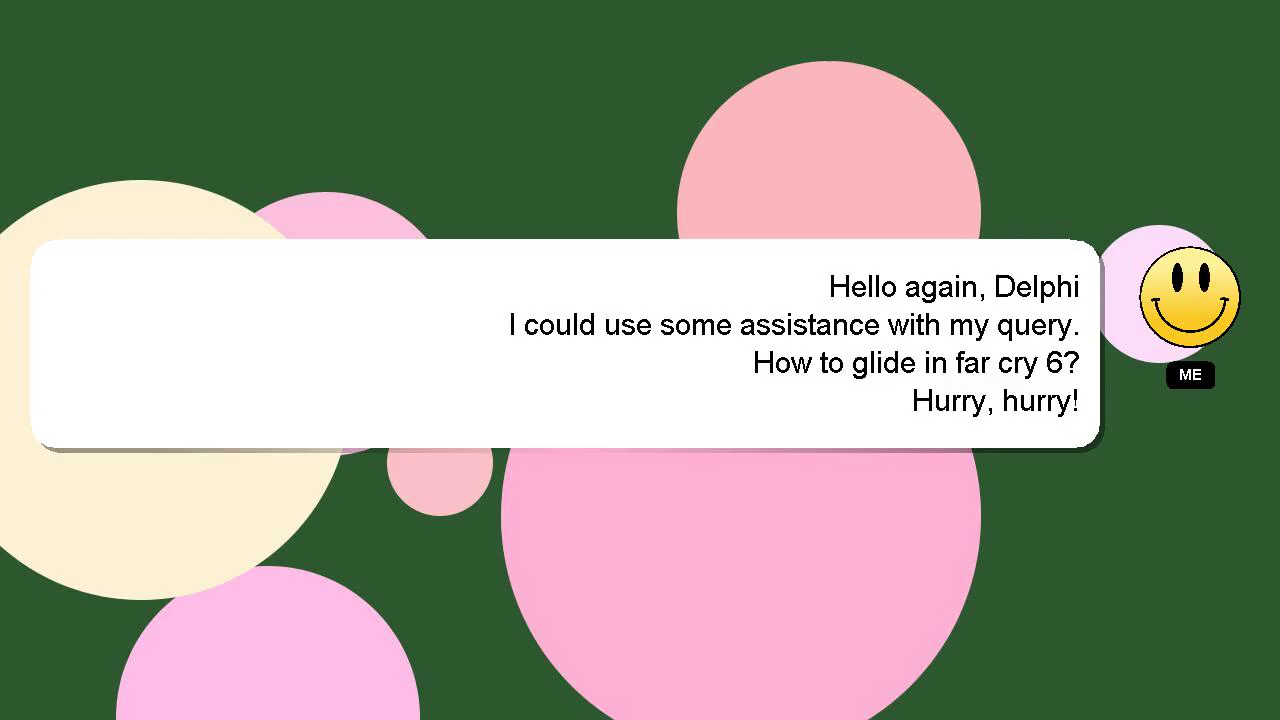 Hello again, Delphi
I could use some assistance with my query.
How to glide in far cry 6?
Hurry, hurry!
ME